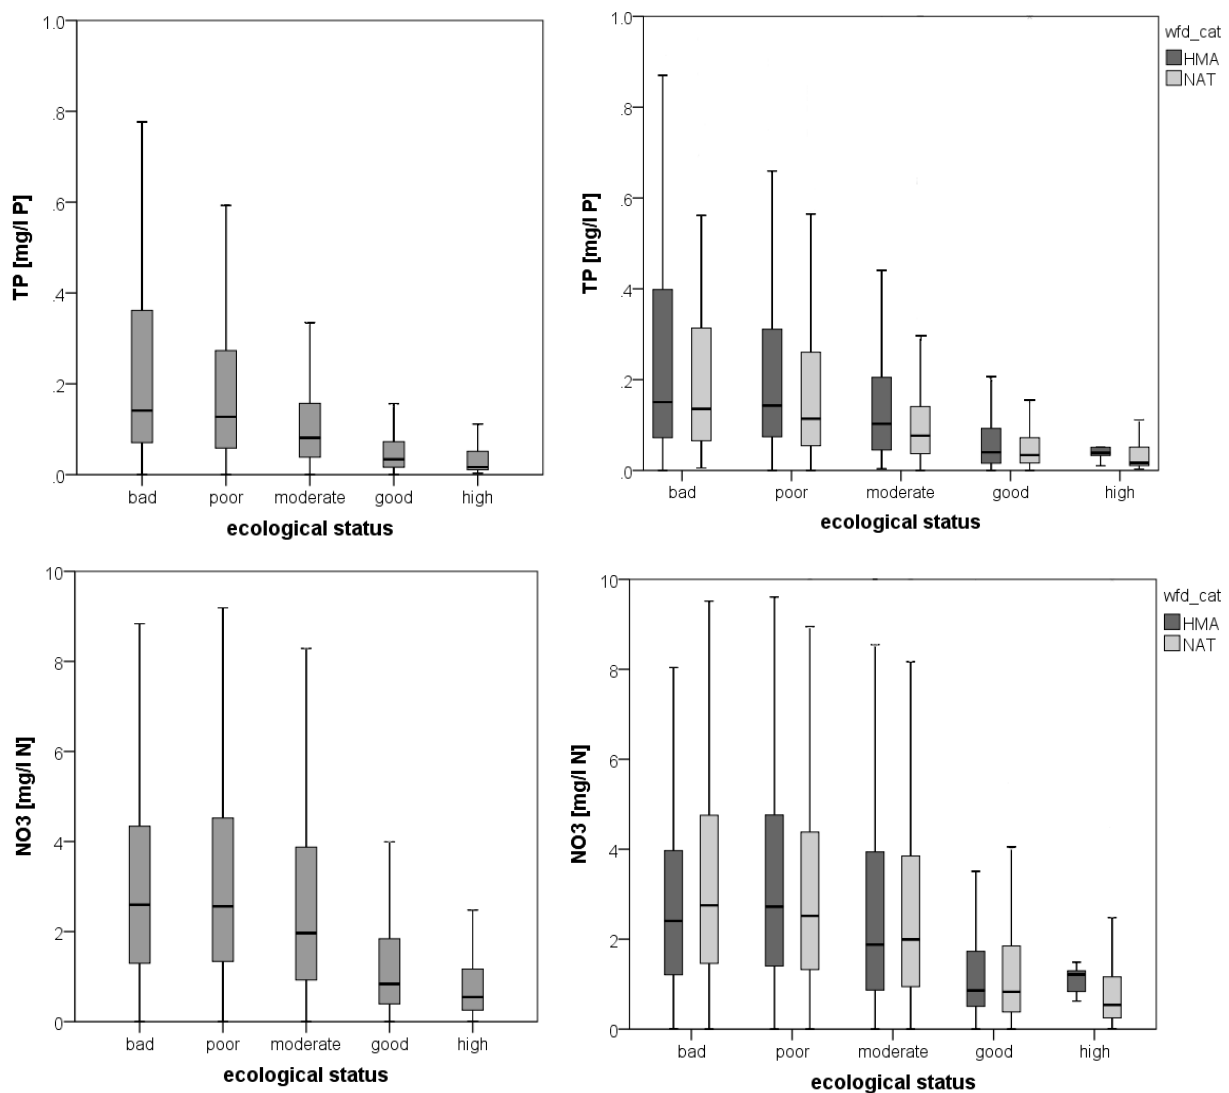 1.0
.8
.6
.4
.2
.0
TP [mg/l P]
bad poor moderate good high
ecological status
1.0
.8
.6
.4
.2
.0
TP [mg/l P]
bad poor moderate good high
ecological status
wfd_cat
HMA
NAT
10
8
6
4
2
0
NO3 [mg/l N]
bad poor moderate good high
ecological status
10
8
6
4
2
0
NO3 [mg/l N]
bad poor moderate good high
ecological status
wfd_cat
HMA
NAT